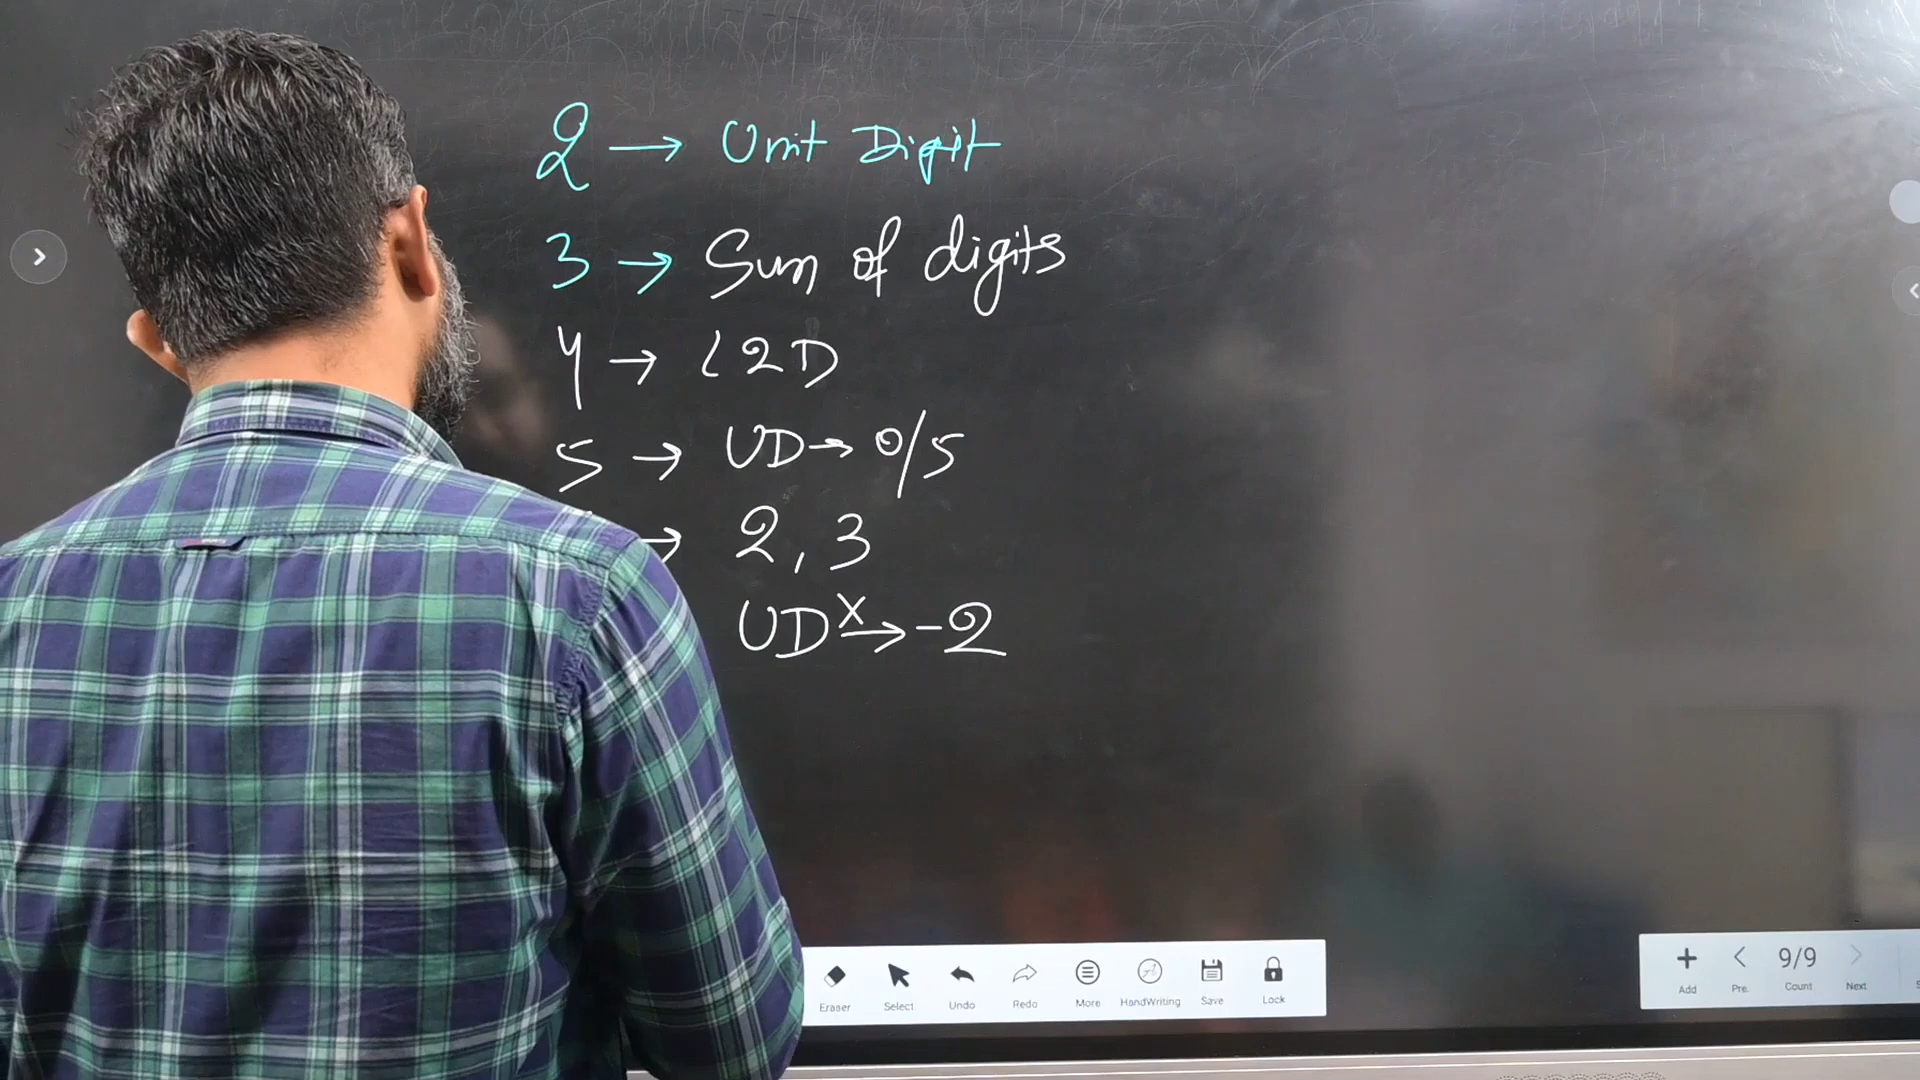 2 → Unit Digit
3 → Sum of digits
4 → L2D
5 → UD → 0/5
→ 2, 3
UD x→ -2
Eraser Select Undo Redo More HandWriting Save Lock
9/9
Add Pre. Count Next